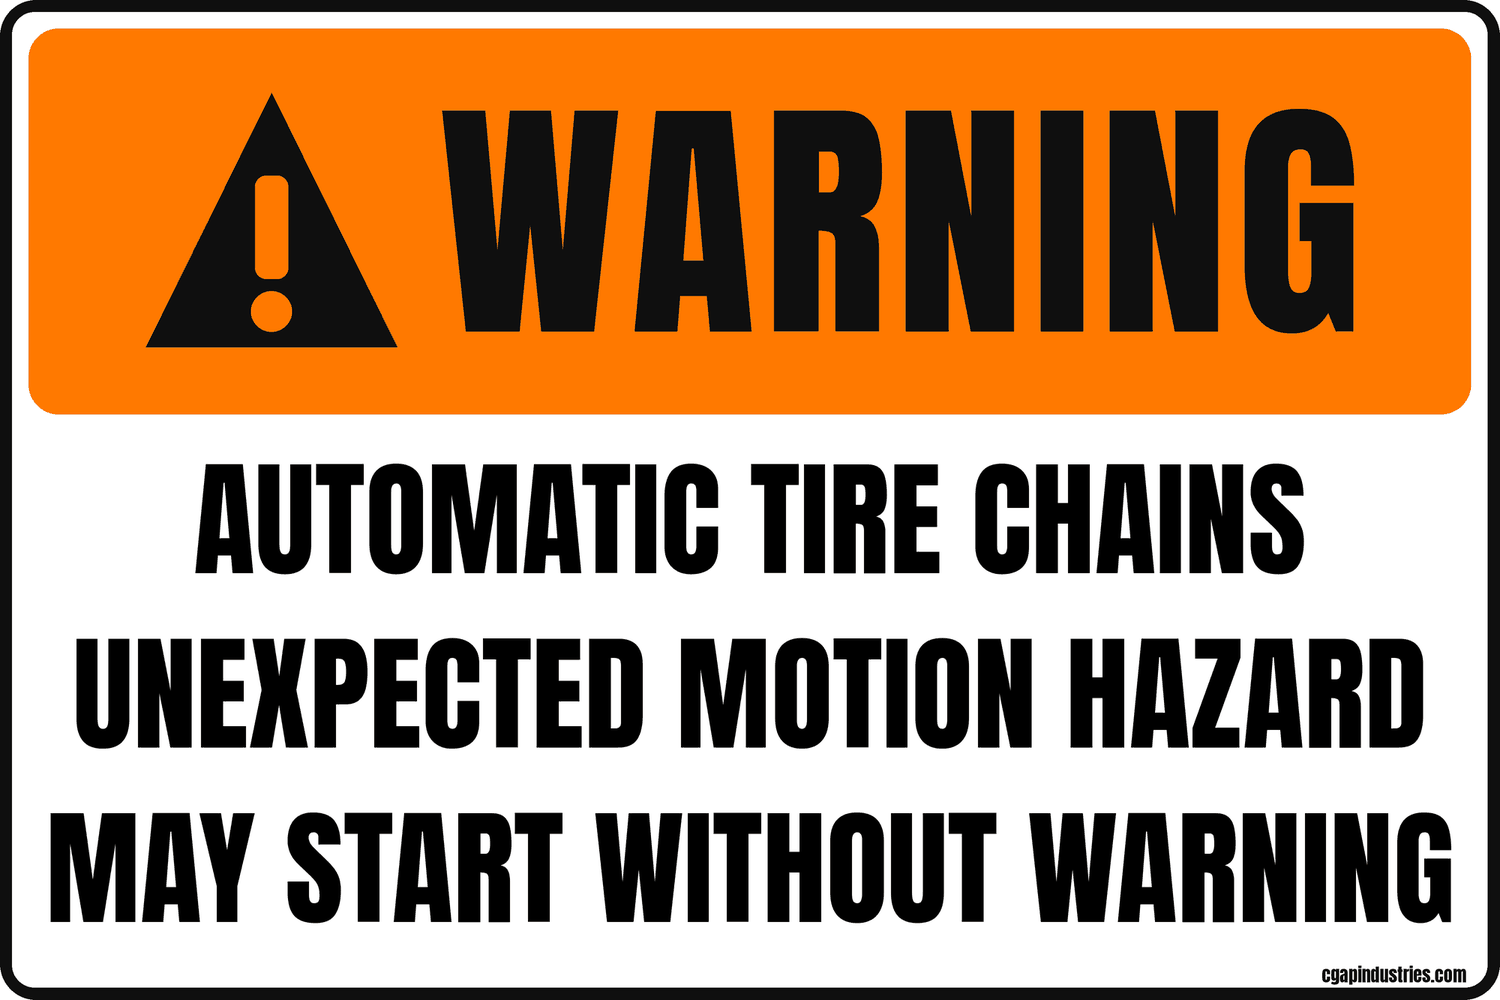 WARNING
AUTOMATIC TIRE CHAINS
UNEXPECTED MOTION HAZARD
MAY START WITHOUT WARNING
cgapindustries.com